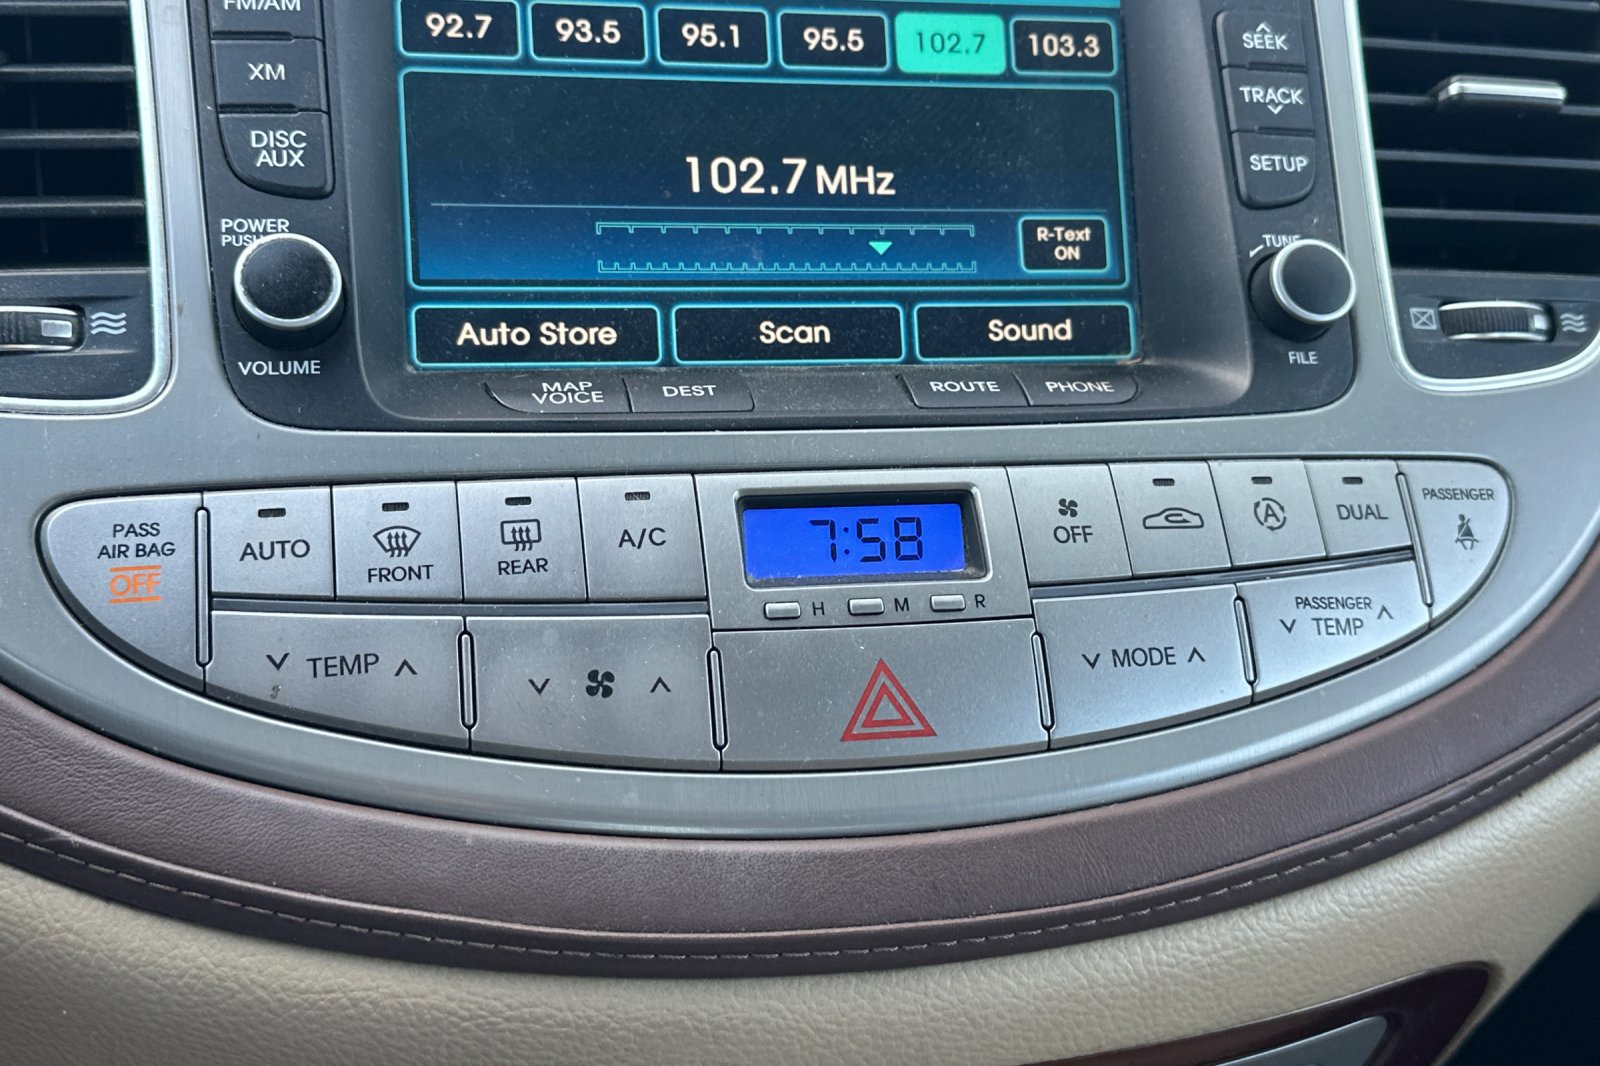 FM/AM
XM
DISC
AUX
POWER
PUSH
VOLUME
92.7
93.5
95.1
95.5
102.7
103.3
102.7 MHz
R-Text
ON
Auto Store
Scan
Sound
MAP
VOICE
DEST
ROUTE
PHONE
SEEK
TRACK
SETUP
TUNE
FILE
PASS
AIR BAG
OFF
AUTO
FRONT
REAR
A/C
7:58
H
M
R
OFF
A
DUAL
PASSENGER
TEMP
MODE
PASSENGER
TEMP